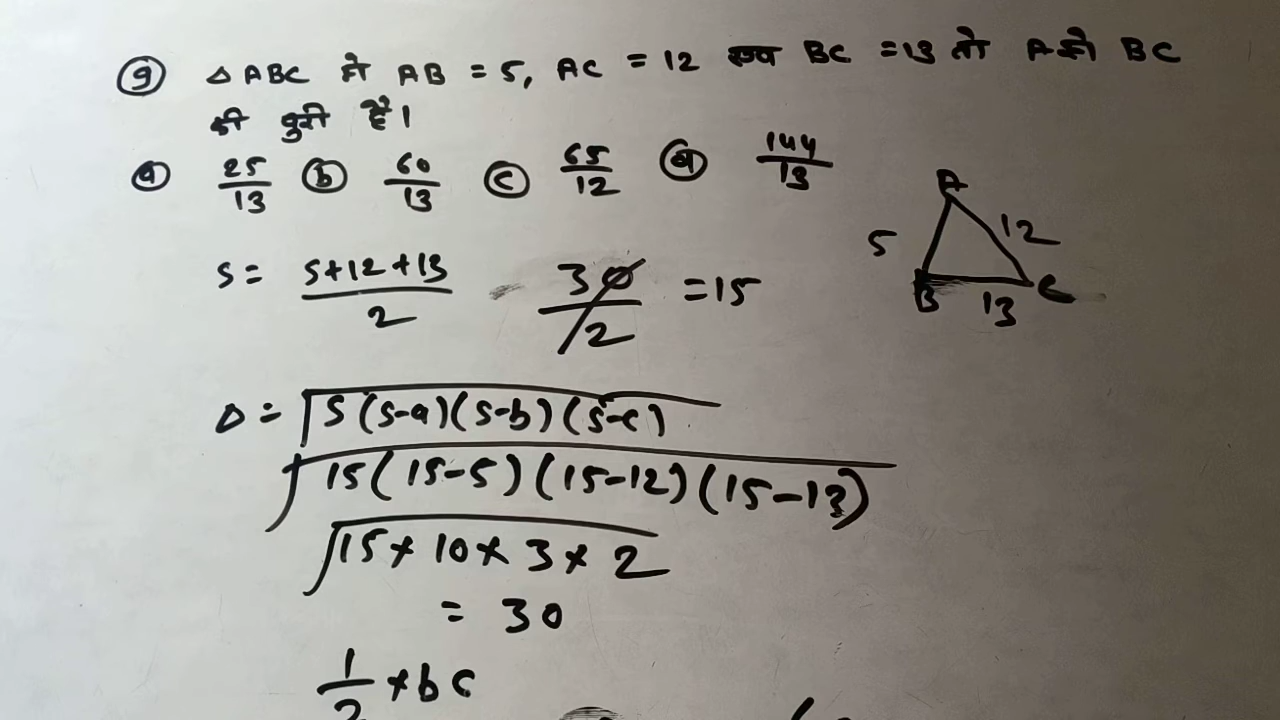 9 △ABC मे AB = 5, AC = 12 एव BC = 13 तो A से BC
की दुरी है।
a 25/13 b 60/13 c 65/12 144/13
S = 5+12+13/2 30/2 = 15
A
5 12
B 13 C
△ = √S(S-a)(S-b)(S-c)
√15(15-5)(15-12)(15-13)
√15×10×3×2
= 30
1/2 × bc